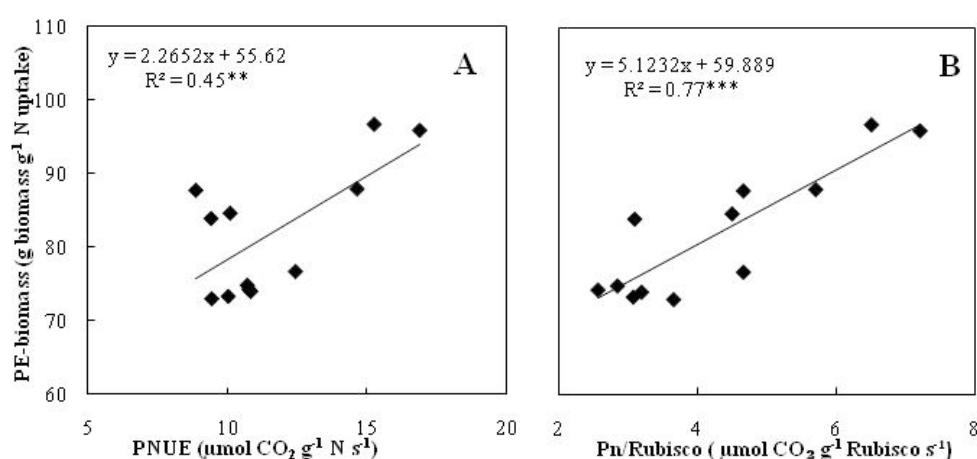 110
100
90
80
70
60
PE-biomass (g biomass g⁻¹ N uptake)
y = 2.2652x + 55.62
R² = 0.45**
A
5
10
15
20
PNUE (µmol CO₂ g⁻¹ N s⁻¹)
y = 5.1232x + 59.889
R² = 0.77***
B
2
4
6
8
Pn/Rubisco ( µmol CO₂ g⁻¹ Rubisco s⁻¹)